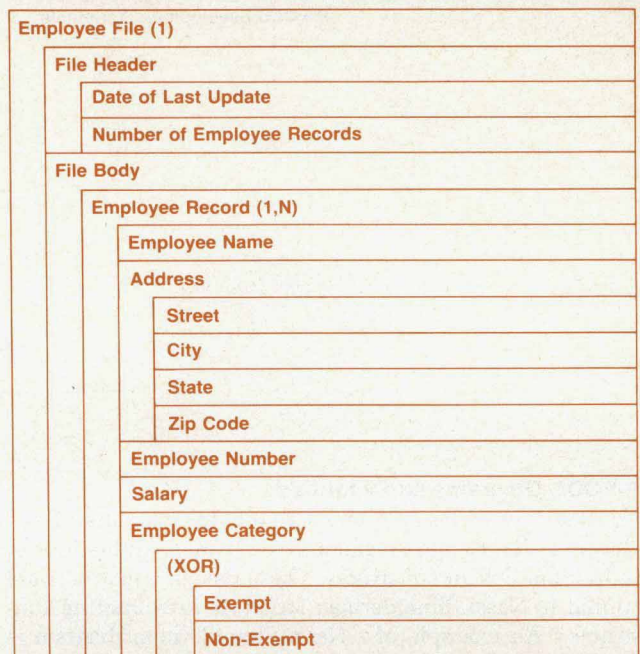 Employee File (1)
File Header
Date of Last Update
Number of Employee Records
File Body
Employee Record (1,N)
Employee Name
Address
Street
City
State
Zip Code
Employee Number
Salary
Employee Category
(XOR)
Exempt
Non-Exempt